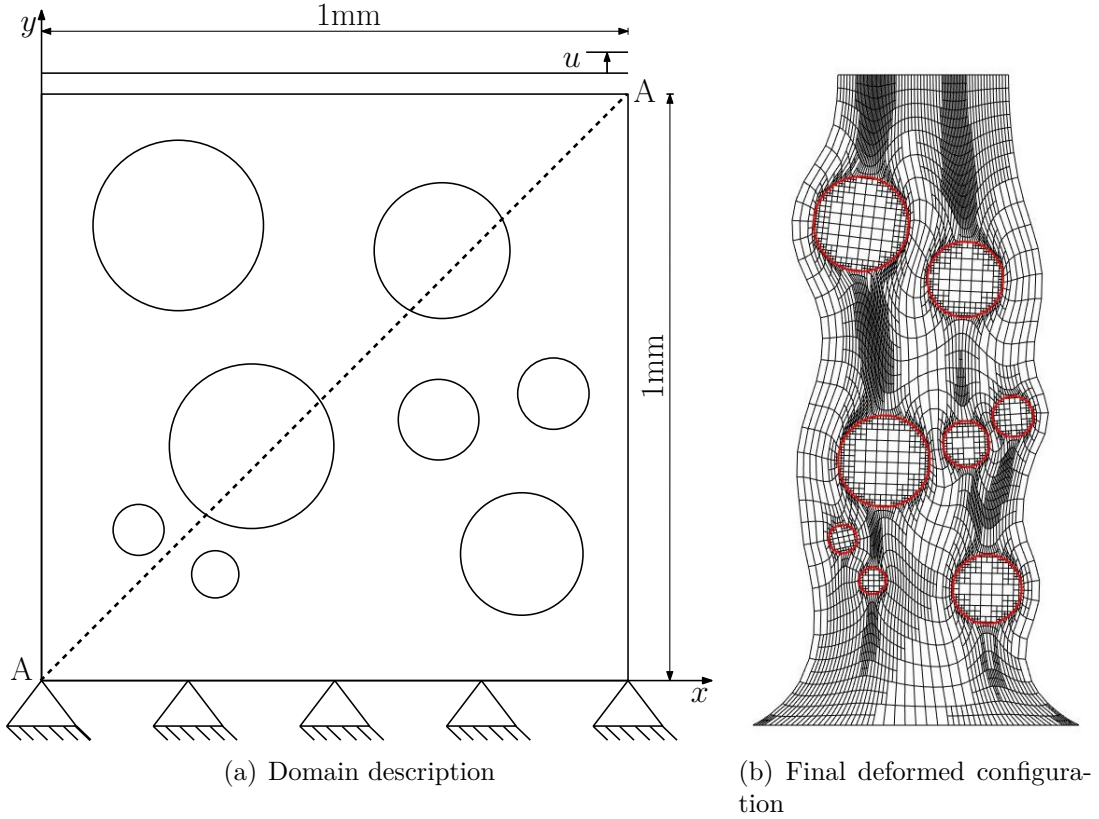 y
1mm
u
A
1mm
A
x
(a) Domain description
(b) Final deformed configura-
tion